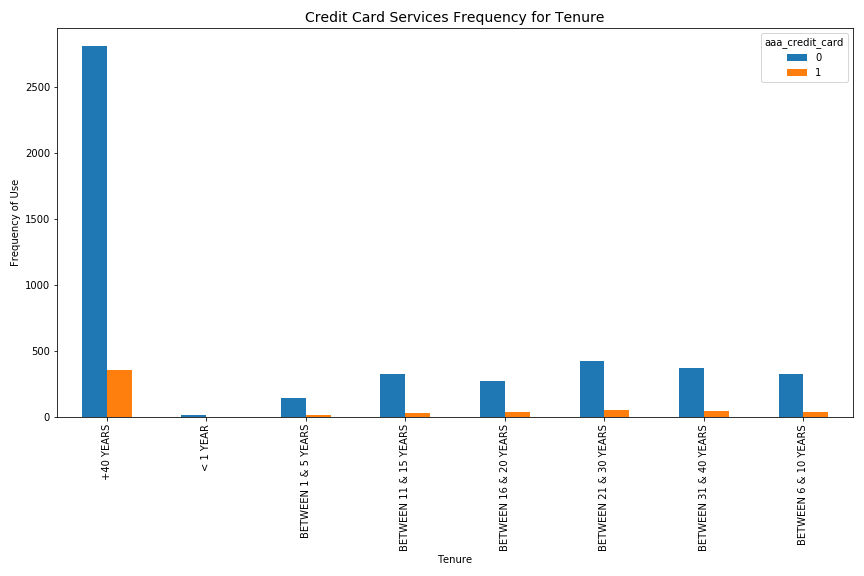 Credit Card Services Frequency for Tenure
aaa_credit_card
0
1
Frequency of Use
2500
2000
1500
1000
500
0
+40 YEARS
< 1 YEAR
BETWEEN 1 & 5 YEARS
BETWEEN 11 & 15 YEARS
BETWEEN 16 & 20 YEARS
BETWEEN 21 & 30 YEARS
BETWEEN 31 & 40 YEARS
BETWEEN 6 & 10 YEARS
Tenure